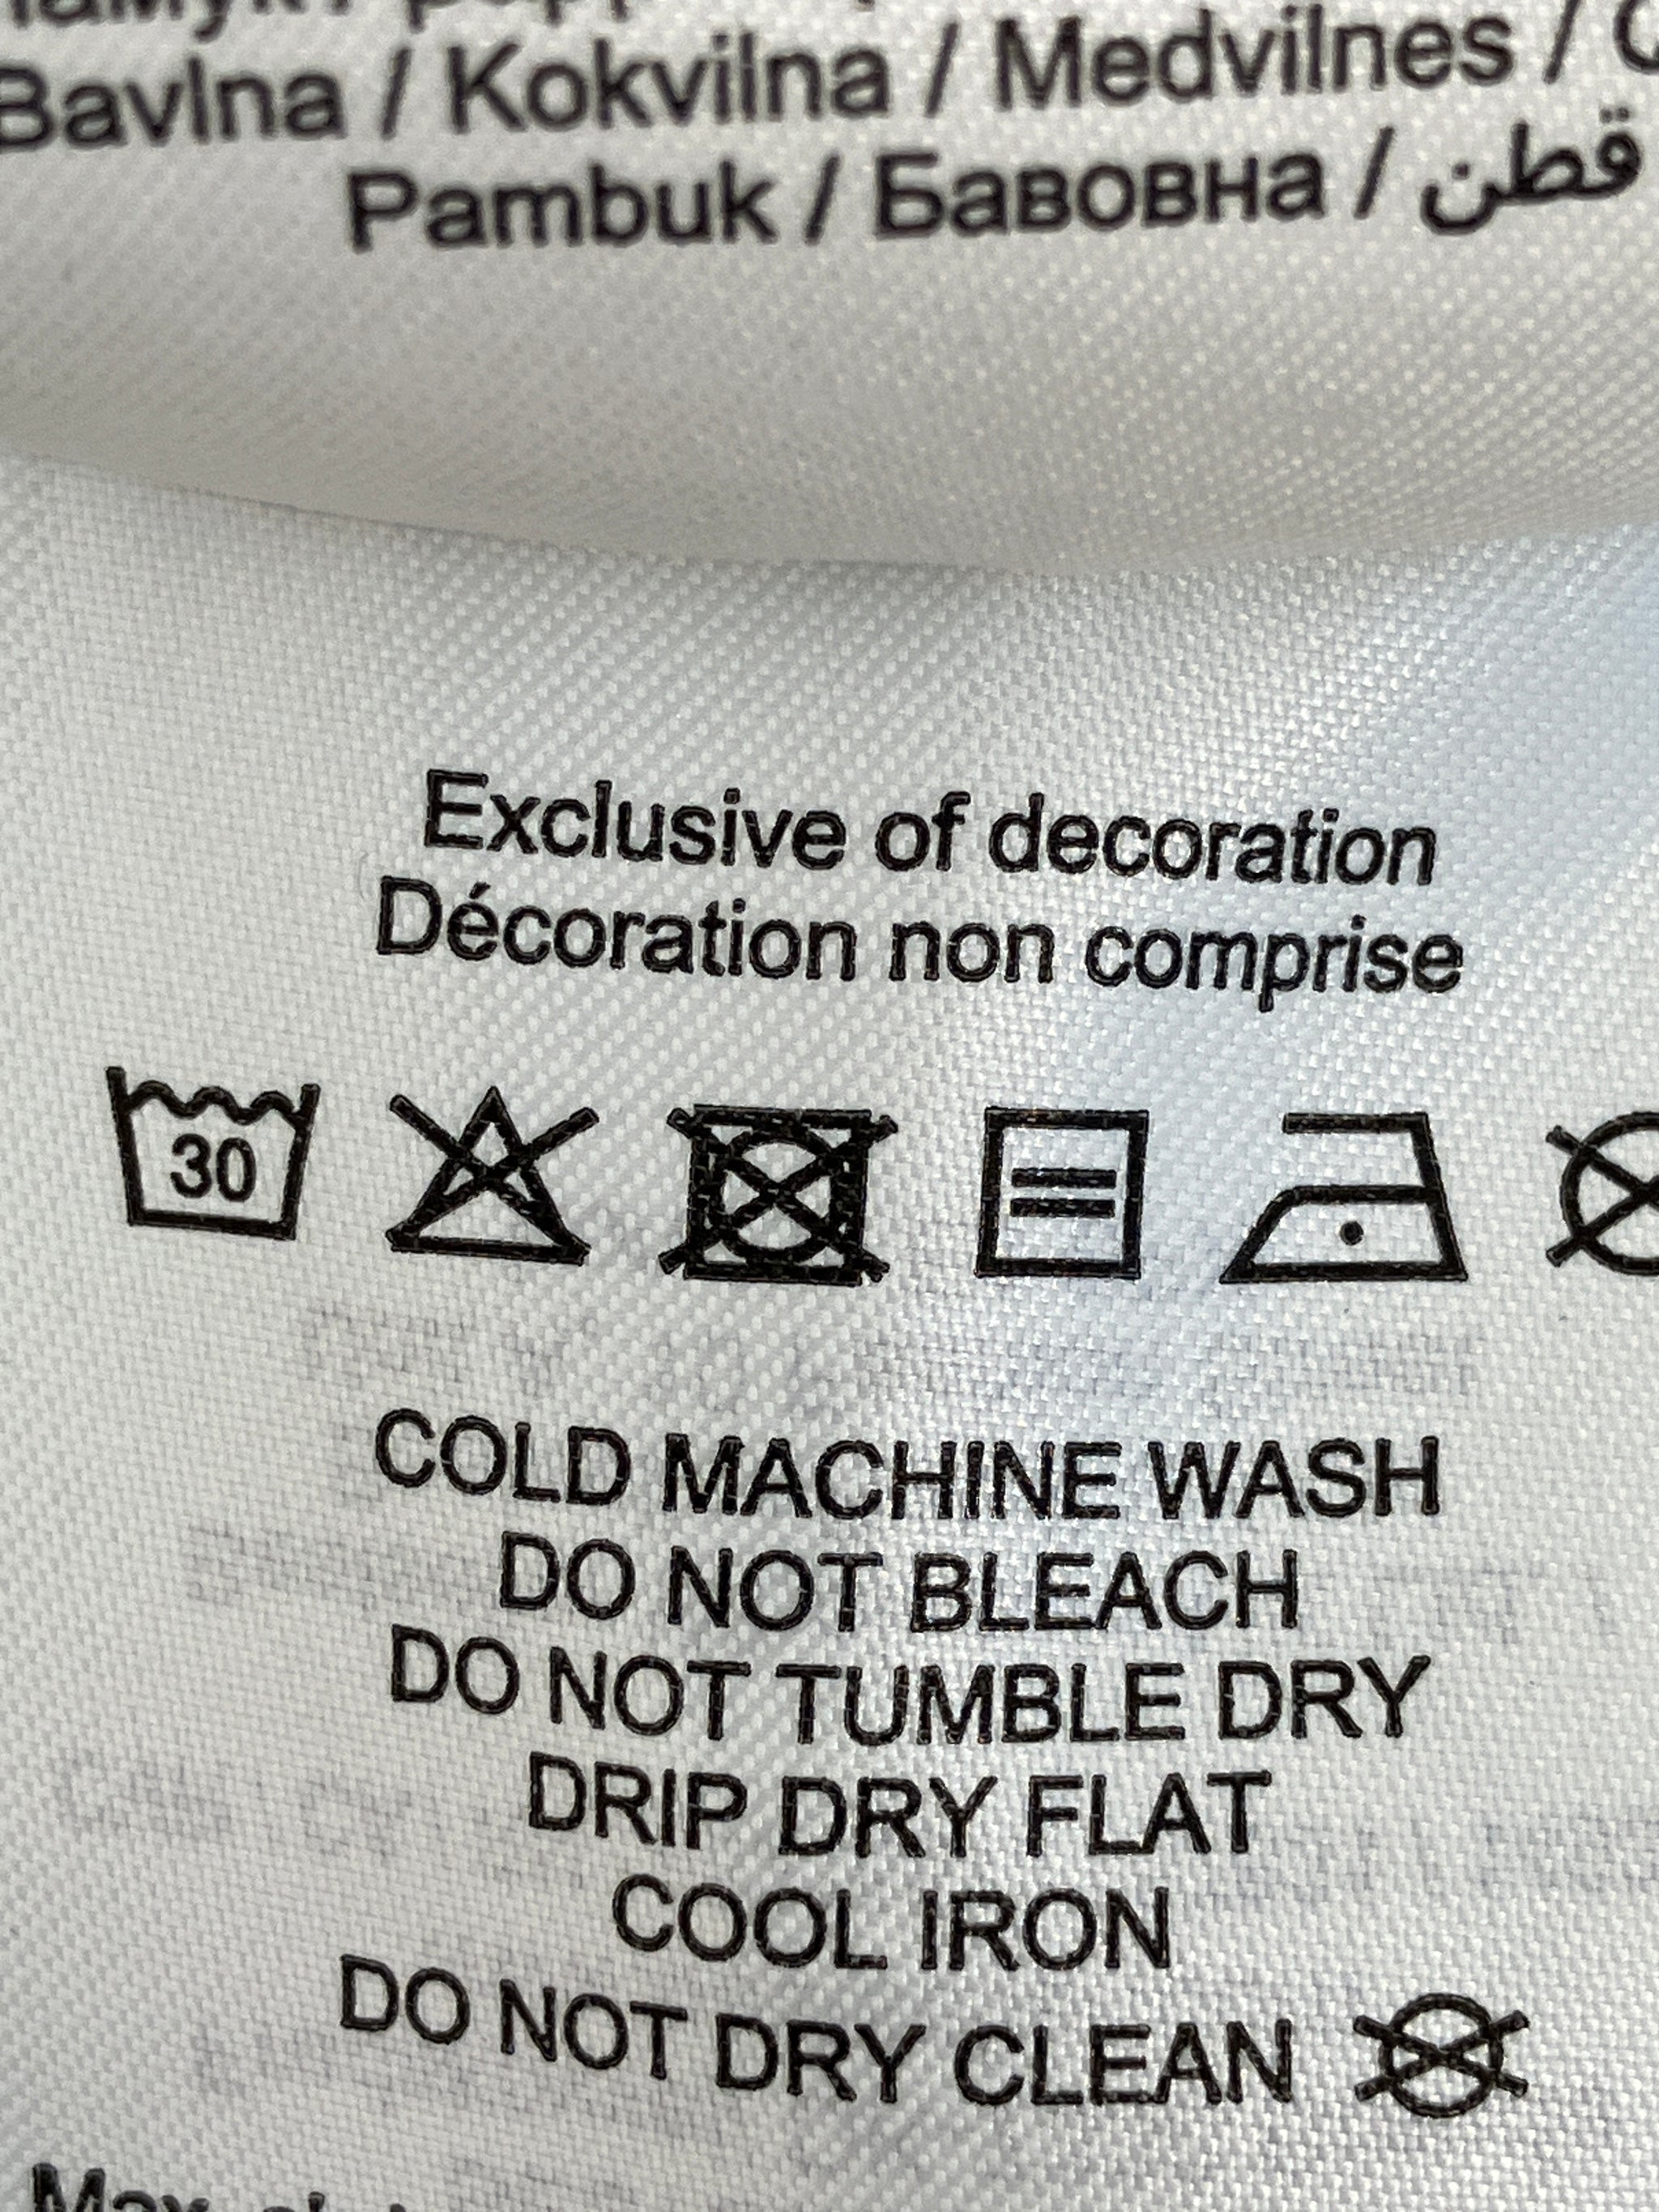 Bavlna / Kokvilna / Medvilnes /
Pambuk / Бавовна / قطن
Exclusive of decoration
Décoration non comprise
30
COLD MACHINE WASH
DO NOT BLEACH
DO NOT TUMBLE DRY
DRIP DRY FLAT
COOL IRON
DO NOT DRY CLEAN